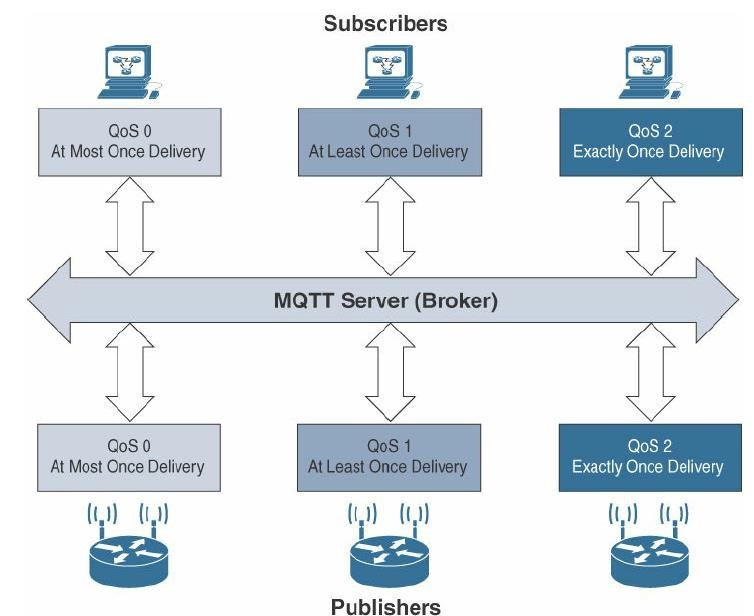 Subscribers
QoS 0
At Most Once Delivery
QoS 1
At Least Once Delivery
QoS 2
Exactly Once Delivery
MQTT Server (Broker)
QoS 0
At Most Once Delivery
QoS 1
At Least Once Delivery
QoS 2
Exactly Once Delivery
Publishers